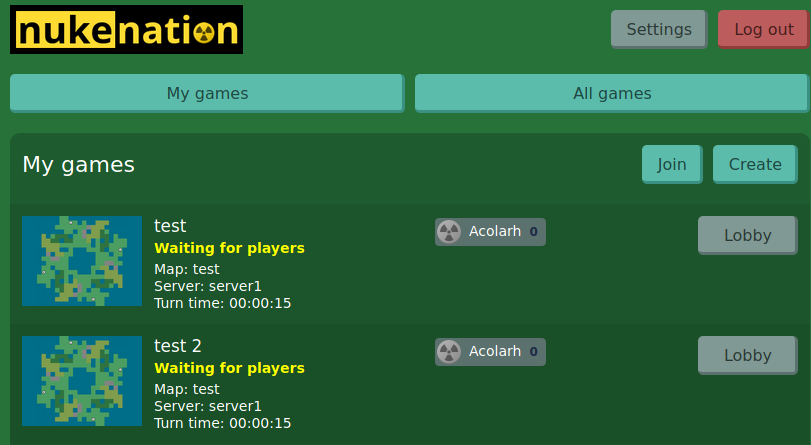 nukenation
Settings
Log out
My games
All games
My games
Join
Create
test
Waiting for players
Map: test
Server: server1
Turn time: 00:00:15
Acolarh 0
Lobby
test 2
Waiting for players
Map: test
Server: server1
Turn time: 00:00:15
Acolarh 0
Lobby